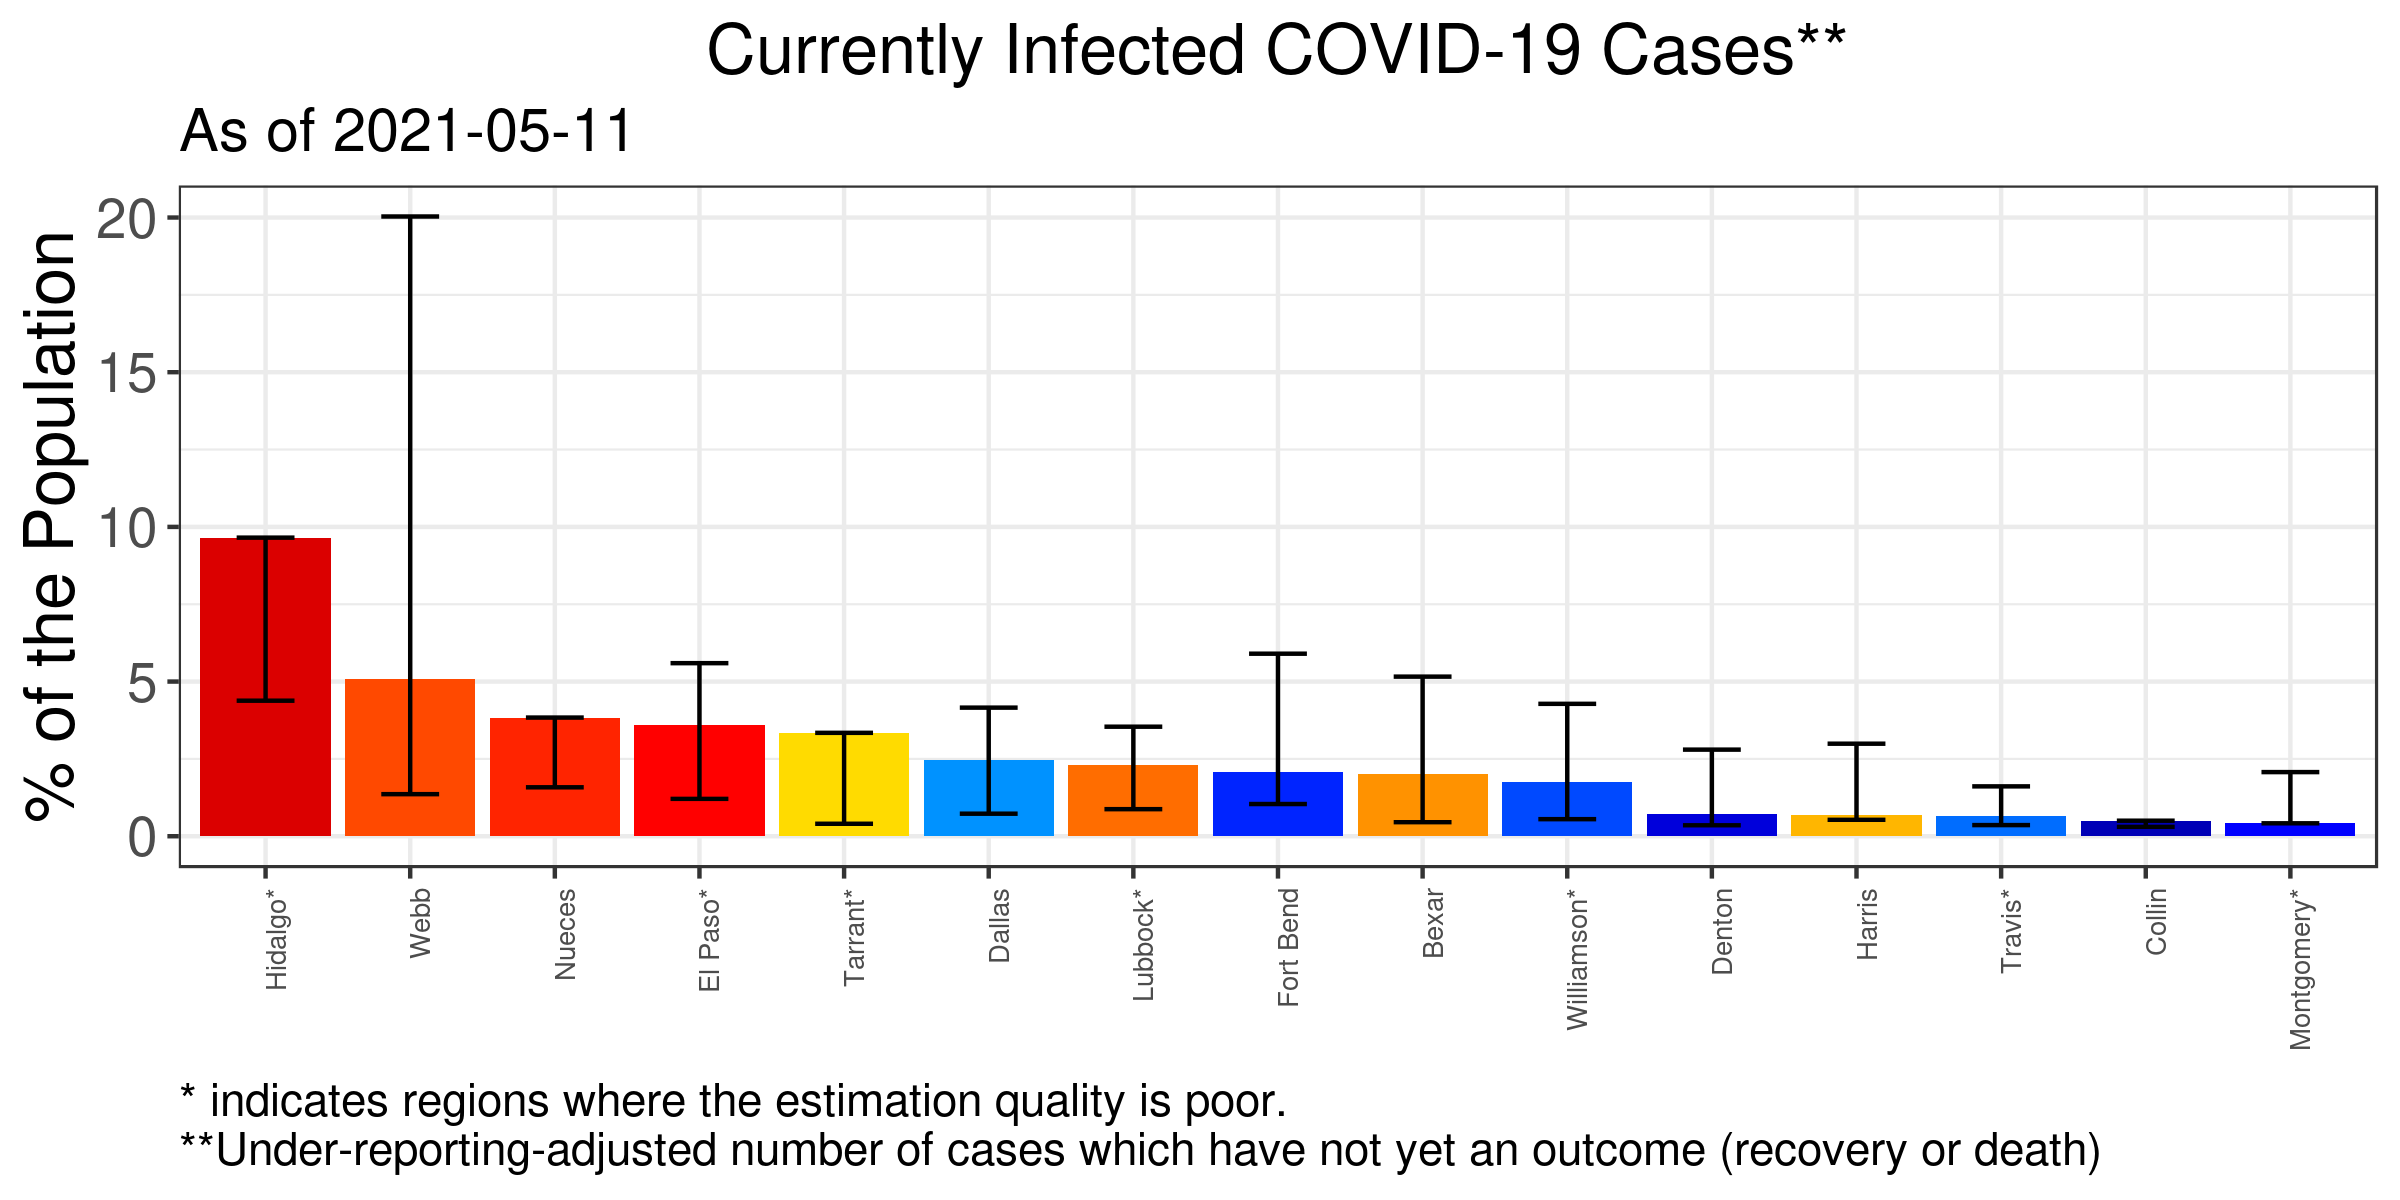 Currently Infected COVID-19 Cases**
As of 2021-05-11
% of the Population
20
15
10
5
0
Hidalgo*
Webb
Nueces
El Paso*
Tarrant*
Dallas
Lubbock*
Fort Bend
Bexar
Williamson*
Denton
Harris
Travis*
Collin
Montgomery*
* indicates regions where the estimation quality is poor.
**Under-reporting-adjusted number of cases which have not yet an outcome (recovery or death)